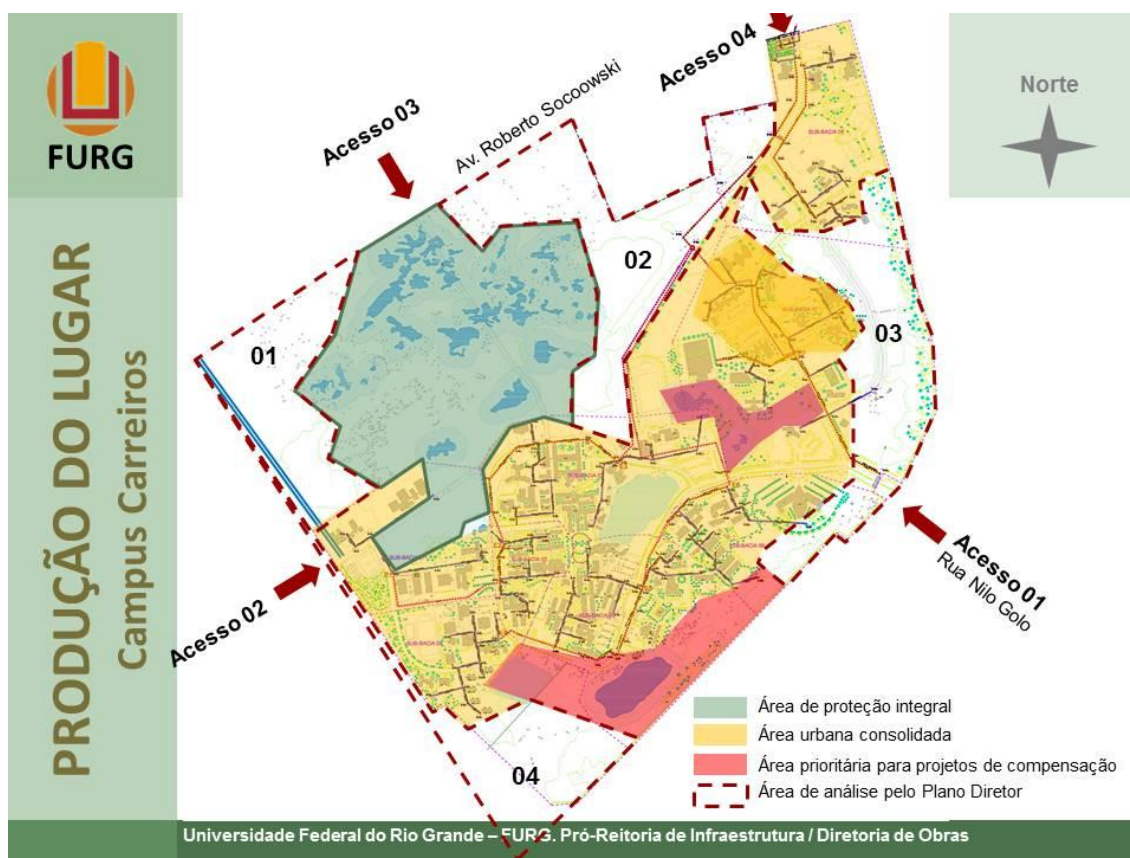 FURG
PRODUÇÃO DO LUGAR
Campus Carreiros
Acesso 03
Av. Roberto Socoowski
Acesso 04
Norte
01
02
03
04
Acesso 02
Acesso 01
Rua Nilo Golo
Área de proteção integral
Área urbana consolidada
Área prioritária para projetos de compensação
Área de análise pelo Plano Diretor
Universidade Federal do Rio Grande – FURG. Pró-Reitoria de Infraestrutura / Diretoria de Obras